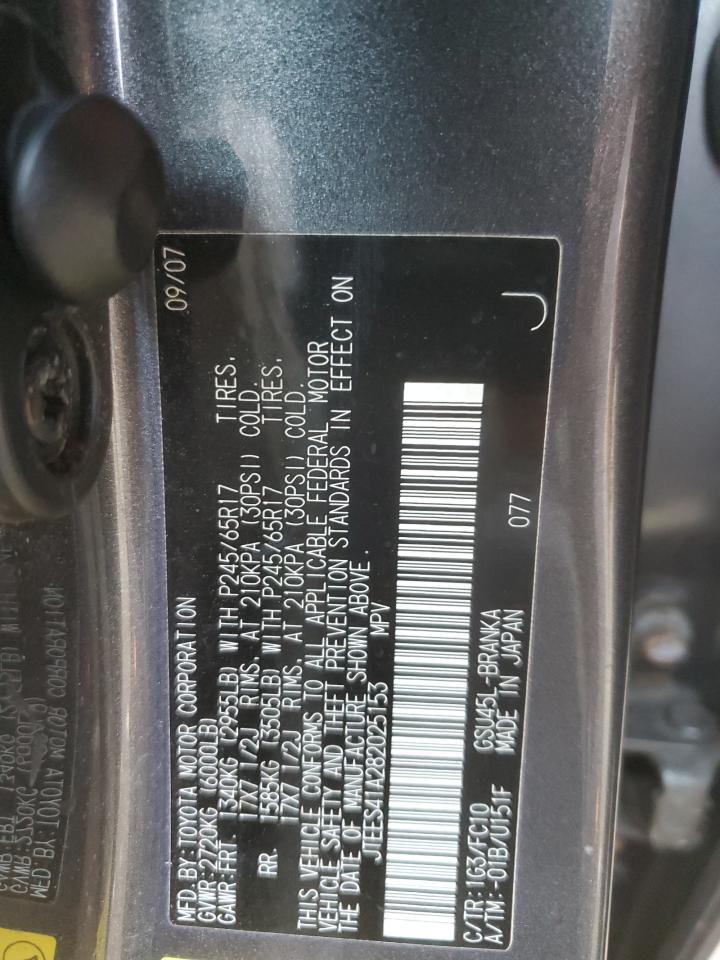 09/07
MFD. BY: TOYOTA MOTOR CORPORATION
GVWR: 2720KG (6000LB)
GAWR: FRT. 1340KG (2955LB) WITH P245/65R17 TIRES,
17X7 1/2J RIMS, AT 210KPA (30PSI) COLD.
RR. 1585KG (3505LB) WITH P245/65R17 TIRES,
17X7 1/2J RIMS, AT 210KPA (30PSI) COLD.
THIS VEHICLE CONFORMS TO ALL APPLICABLE FEDERAL MOTOR
VEHICLE SAFETY AND THEFT PREVENTION STANDARDS IN EFFECT ON
THE DATE OF MANUFACTURE SHOWN ABOVE.
JTEES41A282025153 MPV
C/TR: 1G3/FC10 GSU45L-BRANKA 077 J
A/TM: -01B/U151F MADE IN JAPAN